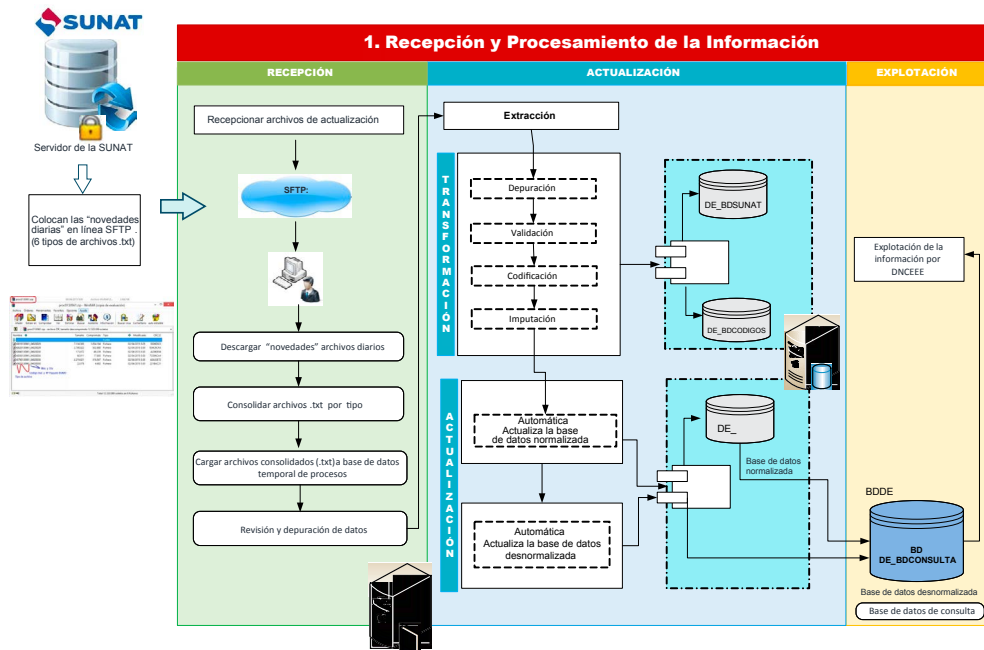 SUNAT
Servidor de la SUNAT
Colocan las “novedades
diarias” en línea SFTP .
(6 tipos de archivos.txt)
1. Recepción y Procesamiento de la Información
RECEPCIÓN
Recepcionar archivos de actualización
SFTP:
Descargar “novedades” archivos diarios
Consolidar archivos .txt por tipo
Cargar archivos consolidados (.txt)a base de datos
temporal de procesos
Revisión y depuración de datos
ACTUALIZACIÓN
Extracción
TRANSFORMACIÓN
Depuración
Validación
Codificación
Imputación
DE_BDSUNAT
DE_BDCODIGOS
ACTUALIZACIÓN
Automática
Actualiza la base
de datos normalizada
Automática
Actualiza la base de datos
desnormalizada
DE_
Base de datos
normalizada
EXPLOTACIÓN
Explotación de la
información por
DNCEEE
BDDE
BD
DE_BDCONSULTA
Base de datos desnormalizada
Base de datos de consulta